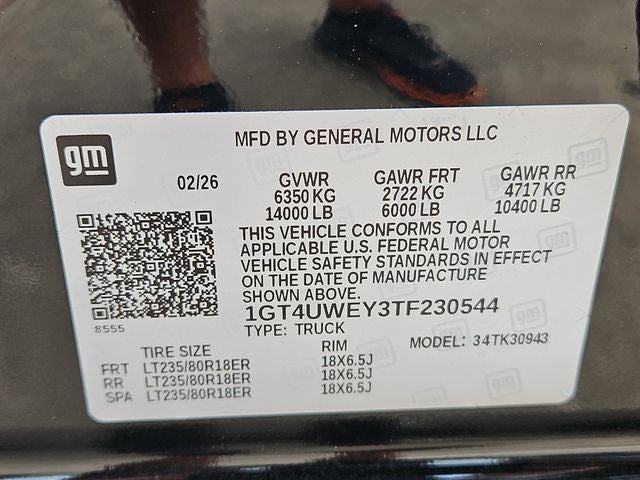 gm
MFD BY GENERAL MOTORS LLC
02/26
GVWR GAWR FRT GAWR RR
6350 KG 2722 KG 4717 KG
14000 LB 6000 LB 10400 LB
THIS VEHICLE CONFORMS TO ALL
APPLICABLE U.S. FEDERAL MOTOR
VEHICLE SAFETY STANDARDS IN EFFECT
ON THE DATE OF MANUFACTURE
SHOWN ABOVE.
1GT4UWEY3TF230544
8555
TYPE: TRUCK
MODEL: 34TK30943
TIRE SIZE RIM
FRT LT235/80R18ER 18X6.5J
RR LT235/80R18ER 18X6.5J
SPA LT235/80R18ER 18X6.5J